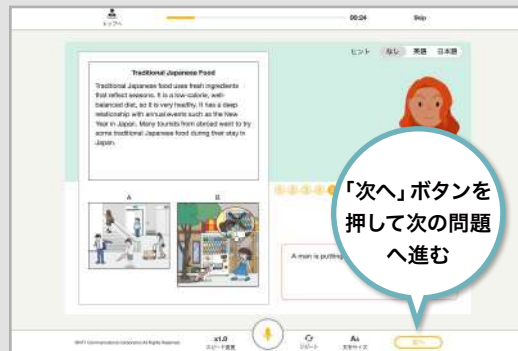 トップへ
00:24
Skip
ヒント
なし
英語
日本語
Traditional Japanese Food
Traditional Japanese food uses fresh ingredients
that reflect seasons. It is a low-calorie, well-
balanced diet, so it is very healthy. It has a deep
relationship with annual events such as the New
Year in Japan. Many tourists from abroad want to try
some traditional Japanese food during their stay in
Japan.
A
B
A man is putting
「次へ」ボタンを
押して次の問題
へ進む
x1.0
スピード変更
リピート
Aa
文字サイズ
次へ